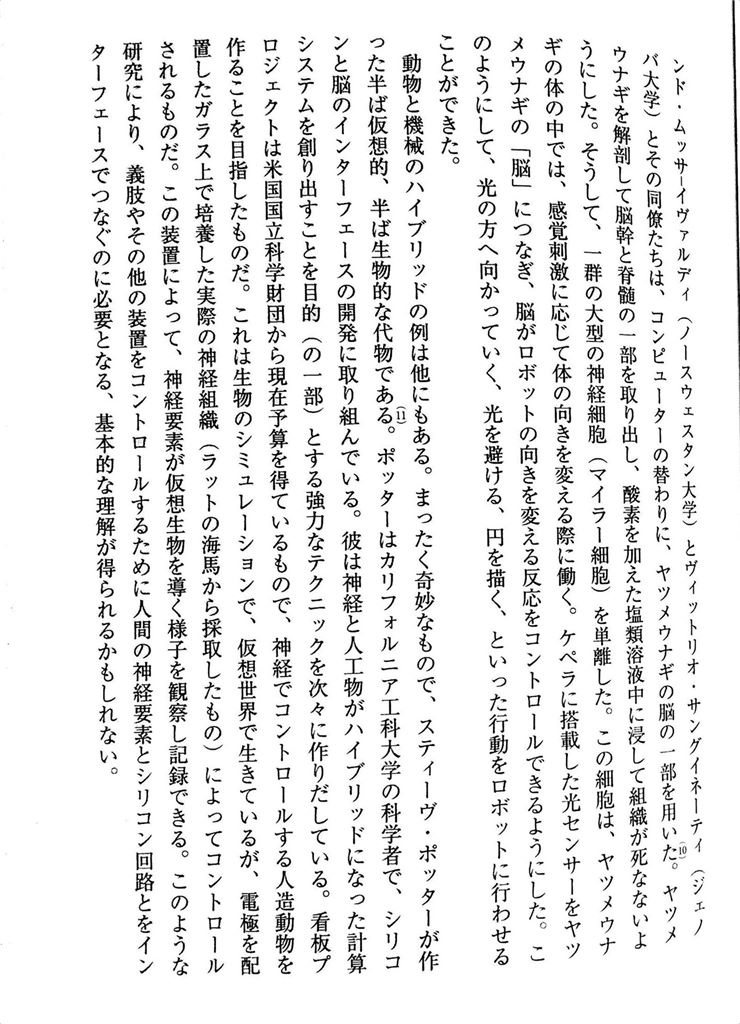 ンド・ムッサーイヴァルディ（ノースウェスタン大学）とヴィットリオ・サングイネーティ（ジェノ
バ大学）とその同僚たちは、コンピューターの替わりに、ヤツメウナギの脳の一部を用いた(10)。ヤツメ
ウナギを解剖して脳幹と脊髄の一部を取り出し、酸素を加えた塩類溶液中に浸して組織が死なないよ
うにした。そうして、一群の大型の神経細胞（マイラー細胞）を単離した。この細胞は、ヤツメウナ
ギの体の中では、感覚刺激に応じて体の向きを変える際に働く。ケペラに搭載した光センサーをヤツ
メウナギの「脳」につなぎ、脳がロボットの向きを変える反応をコントロールできるようにした。こ
のようにして、光の方へ向かっていく、光を避ける、円を描く、といった行動をロボットに行わせる
ことができた。
動物と機械のハイブリッドの例は他にもある。まったく奇妙なもので、スティーヴ・ポッターが作
った半ば仮想的、半ば生物的な代物である(11)。ポッターはカリフォルニア工科大学の科学者で、シリコ
ンと脳のインターフェースの開発に取り組んでいる。彼は神経と人工物がハイブリッドになった計算
システムを創り出すことを目的（の一部）とする強力なテクニックを次々に作りだしている。看板プ
ロジェクトは米国国立科学財団から現在予算を得ているもので、神経でコントロールする人造動物を
作ることを目指したものだ。これは生物のシミュレーションで、仮想世界で生きているが、電極を配
置したガラス上で培養した実際の神経組織（ラットの海馬から採取したもの）によってコントロール
されるものだ。この装置によって、神経要素が仮想生物を導く様子を観察し記録できる。このような
研究により、義肢やその他の装置をコントロールするために人間の神経要素とシリコン回路とをイン
ターフェースでつなぐのに必要となる、基本的な理解が得られるかもしれない。